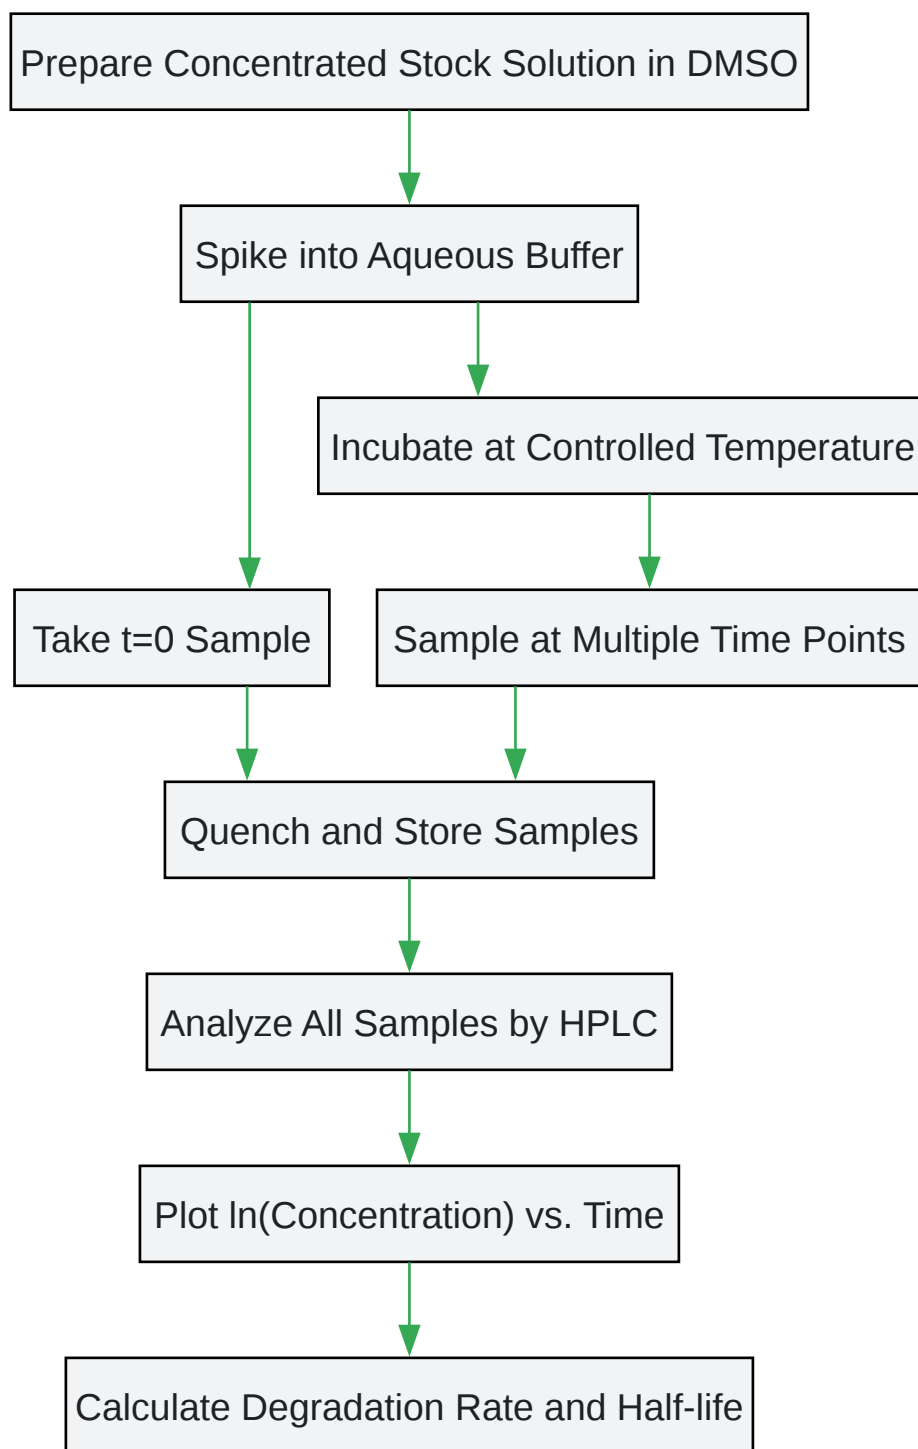 Prepare Concentrated Stock Solution in DMSO
Spike into Aqueous Buffer
Incubate at Controlled Temperature
Take t=0 Sample
Sample at Multiple Time Points
Quench and Store Samples
Analyze All Samples by HPLC
Plot ln(Concentration) vs. Time
Calculate Degradation Rate and Half-life